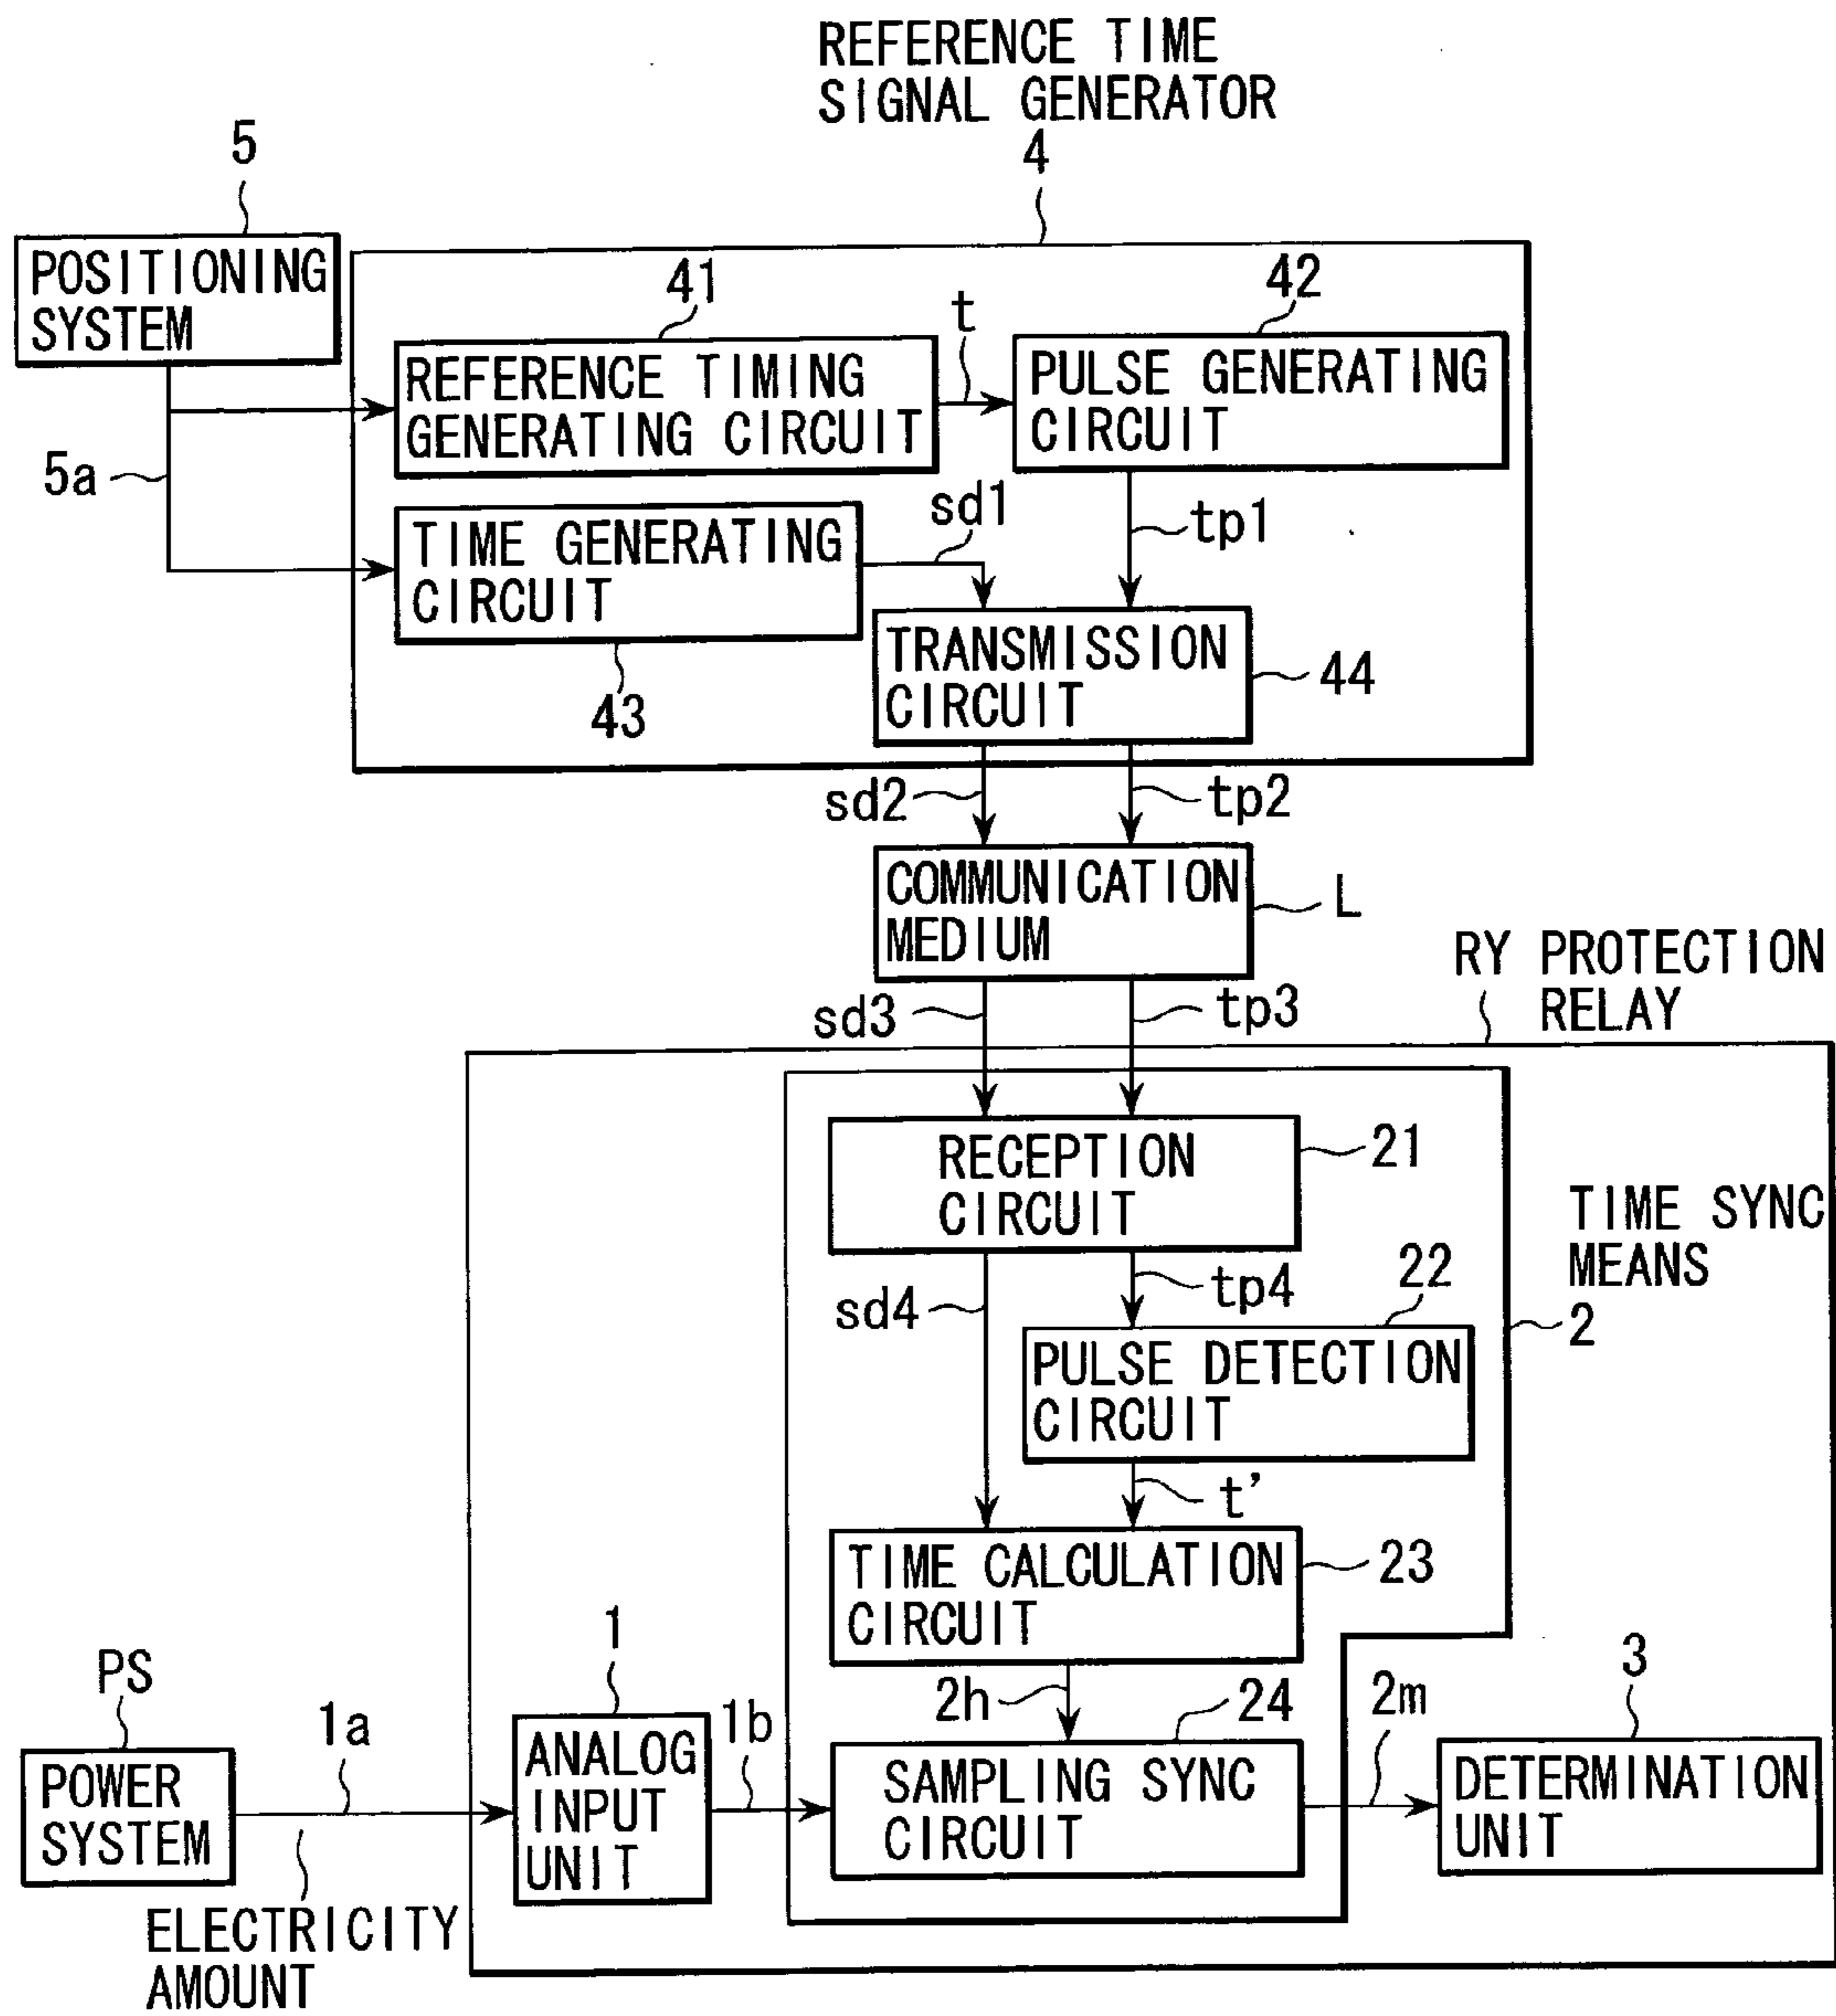 REFERENCE TIME
SIGNAL GENERATOR
4
5
POSITIONING
SYSTEM
5a
41
REFERENCE TIMING
GENERATING CIRCUIT
t
42
PULSE GENERATING
CIRCUIT
TIME GENERATING
CIRCUIT
43
sd1
tp1
TRANSMISSION
CIRCUIT
44
sd2
tp2
COMMUNICATION
MEDIUM
L
sd3
tp3
RY PROTECTION
RELAY
RECEPTION
CIRCUIT
21
TIME SYNC
MEANS
2
sd4
tp4
22
PULSE DETECTION
CIRCUIT
t'
TIME CALCULATION
CIRCUIT
23
2h
24
PS
POWER
SYSTEM
1a
ELECTRICITY
AMOUNT
1
ANALOG
INPUT
UNIT
1b
SAMPLING SYNC
CIRCUIT
2m
3
DETERMINATION
UNIT